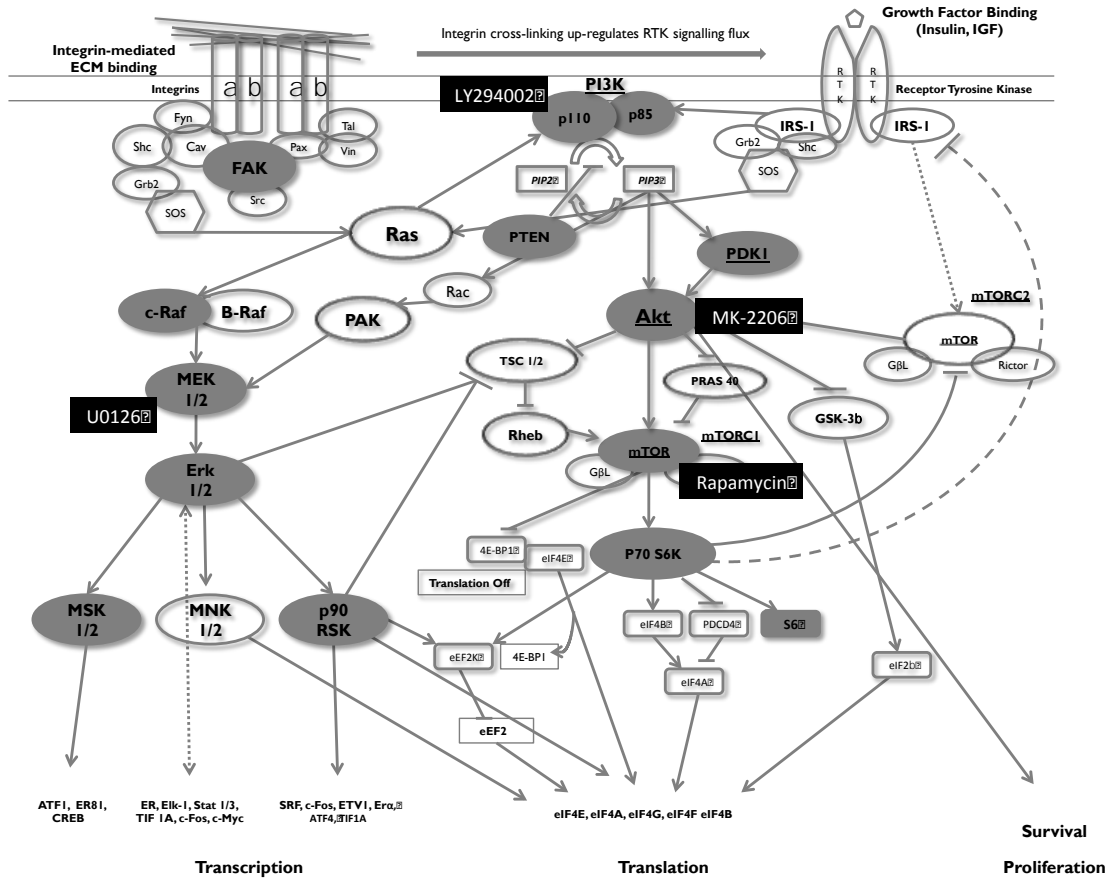 Growth Factor Binding
(Insulin, IGF)
Integrin-mediated
ECM binding
Integrin cross-linking up-regulates RTK signalling flux
Integrins
a b a b
LY294002
PI3K
p110
p85
R
T
K
R
T
K
Receptor Tyrosine Kinase
IRS-1
IRS-1
Grb2
Shc
SOS
Fyn
Shc
Cav
Pax
Tal
Vin
FAK
Grb2
Src
SOS
PIP2
PIP3
Ras
PTEN
PDK1
Rac
c-Raf
B-Raf
PAK
Akt
MK-2206
mTORC2
mTOR
GβL
Rictor
TSC 1/2
PRAS 40
MEK
1/2
U0126
GSK-3b
Rheb
mTORC1
mTOR
GβL
Rapamycin
Erk
1/2
4E-BP1
eIF4E
Translation Off
P70 S6K
MSK
1/2
MNK
1/2
p90
RSK
eIF4B
PDCD4
S6
eEF2K
4E-BP1
eIF4A
eIF2b
eEF2
ATF1, ER81,
CREB
ER, Elk-1, Stat 1/3,
TIF 1A, c-Fos, c-Myc
SRF, c-Fos, ETV1, Erα,
ATF4, TIF1A
eIF4E, eIF4A, eIF4G, eIF4F eIF4B
Survival
Transcription
Translation
Proliferation